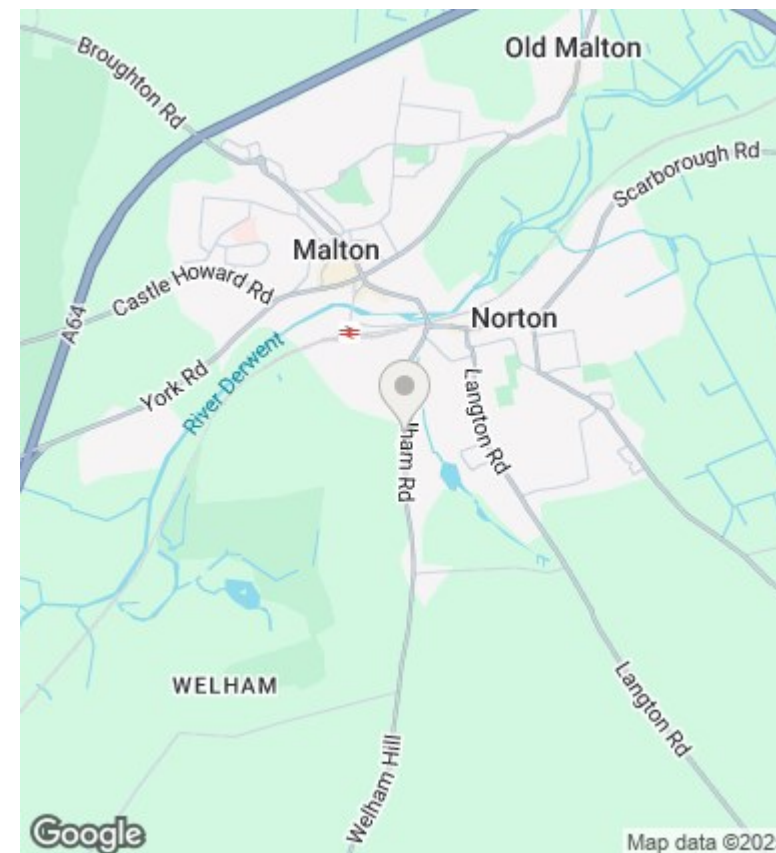 Old Malton
Broughton Rd
Scarborough Rd
Malton
Castle Howard Rd
A64
Norton
York Rd
River Derwent
Langton Rd
lham Rd
WELHAM
Langton Rd
Welham Hill
Google
Map data ©202